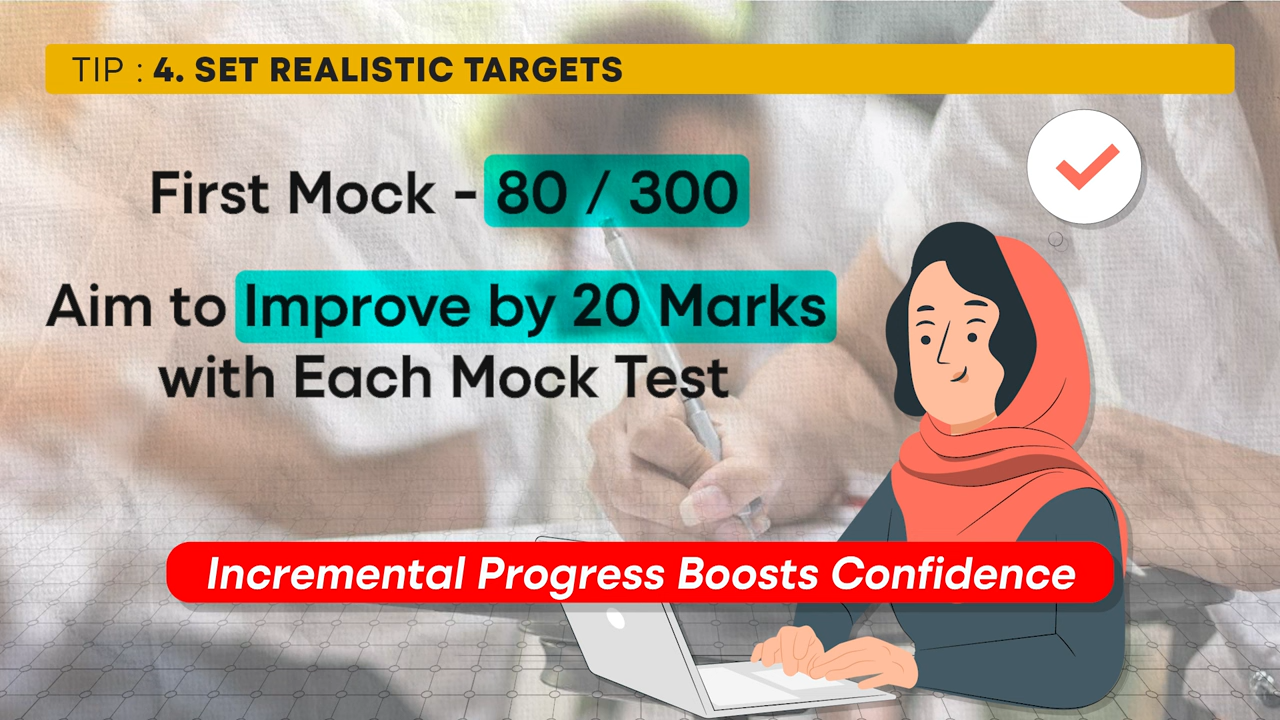 TIP : 4. SET REALISTIC TARGETS
First Mock - 80 / 300
Aim to Improve by 20 Marks
with Each Mock Test
Incremental Progress Boosts Confidence